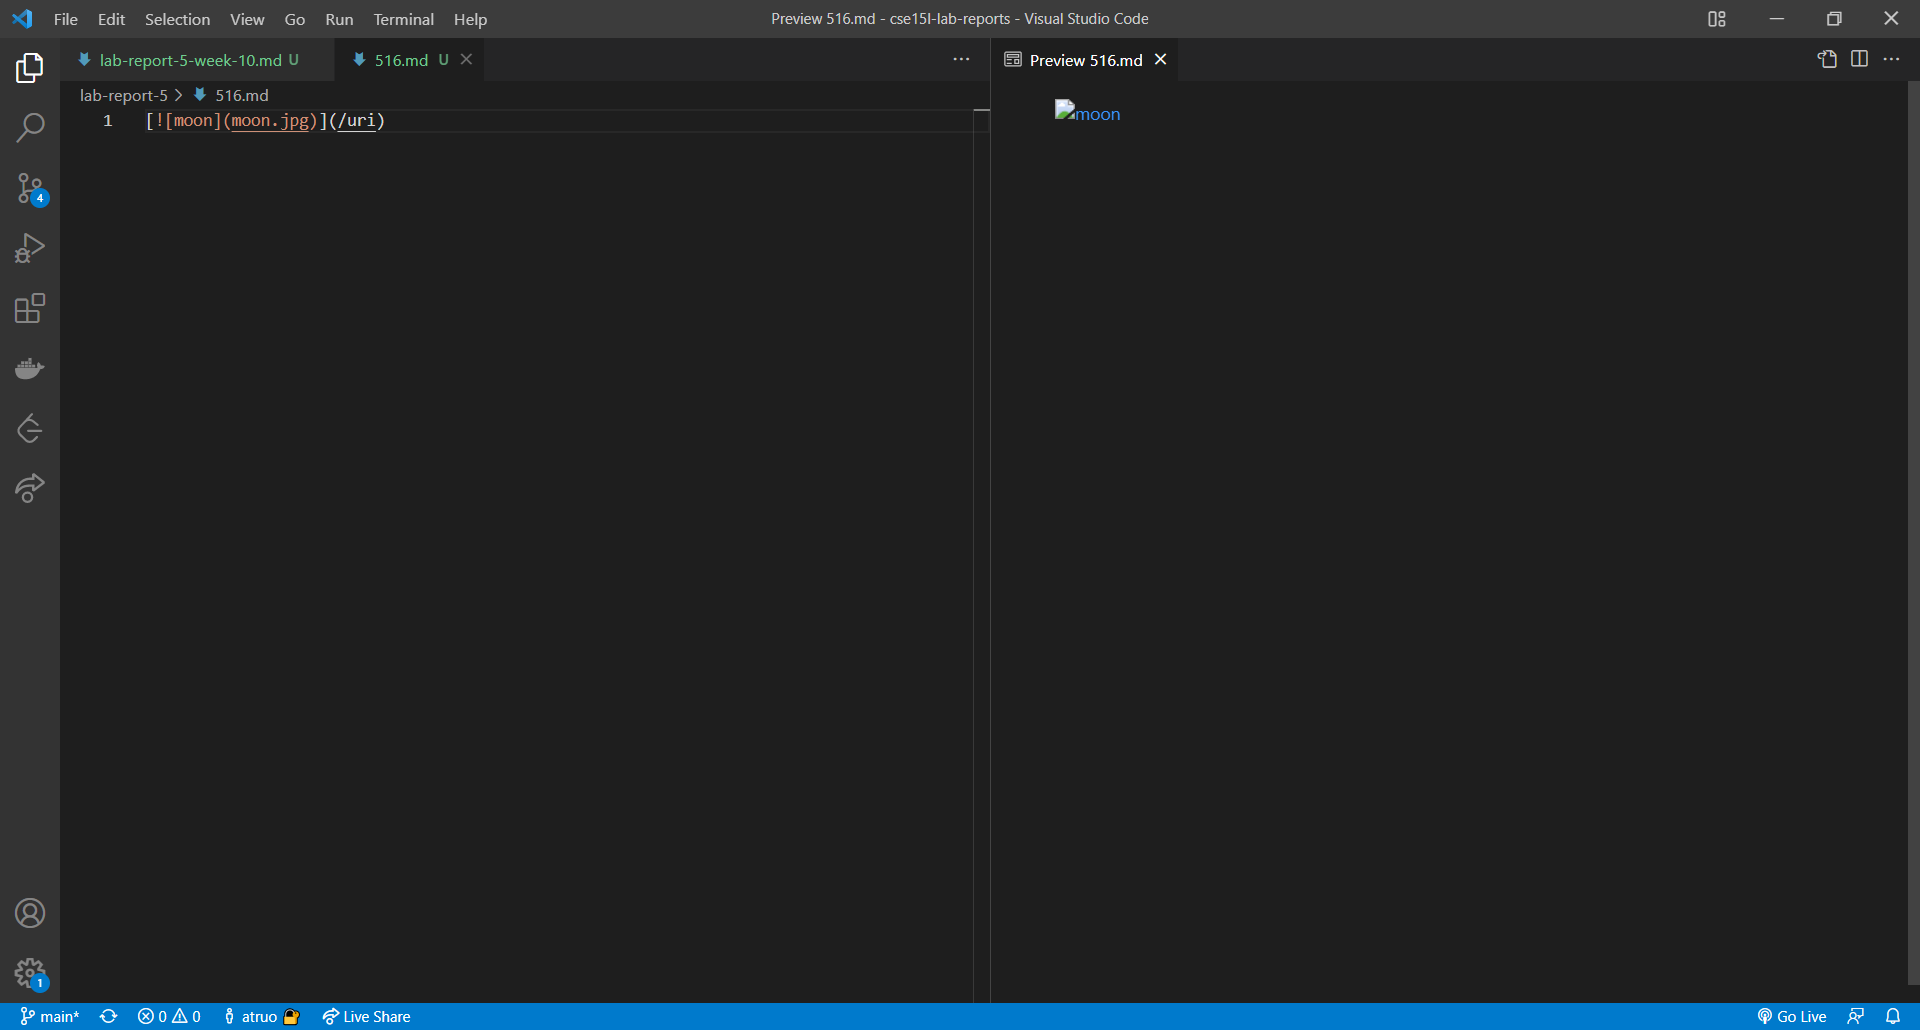 File Edit Selection View Go Run Terminal Help
Preview 516.md - cse15l-lab-reports - Visual Studio Code
lab-report-5-week-10.md U
516.md U
Preview 516.md
lab-report-5 > 516.md
1 [![moon](moon.jpg)](/uri)
moon
4
1
main* 0 0 atruo Live Share
Go Live